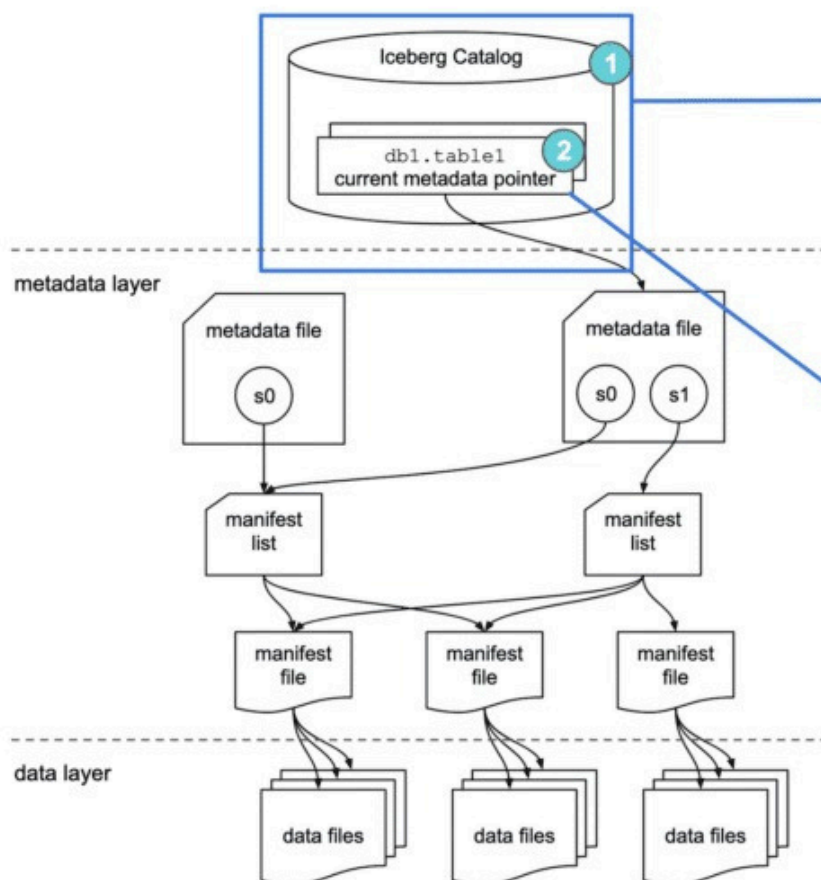 Iceberg Catalog
1
db1.table1
2
current metadata pointer
metadata layer
metadata file
s0
metadata file
s0
s1
manifest
list
manifest
list
manifest
file
manifest
file
manifest
file
data layer
data files
data files
data files